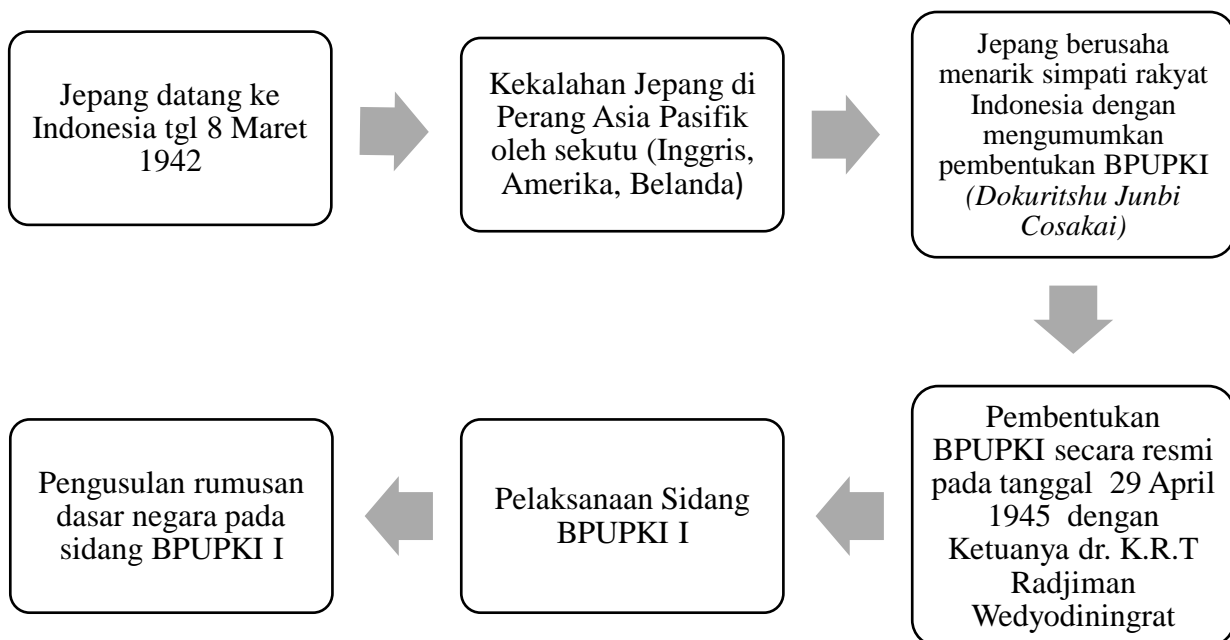 Jepang datang ke
Indonesia tgl 8 Maret
1942
Kekalahan Jepang di
Perang Asia Pasifik
oleh sekutu (Inggris,
Amerika, Belanda)
Jepang berusaha
menarik simpati rakyat
Indonesia dengan
mengumumkan
pembentukan BPUPKI
(Dokuritshu Junbi
Cosakai)
Pembentukan
BPUPKI secara resmi
pada tanggal 29 April
1945 dengan
Ketuanya dr. K.R.T
Radjiman
Wedyodiningrat
Pelaksanaan Sidang
BPUPKI I
Pengusulan rumusan
dasar negara pada
sidang BPUPKI I